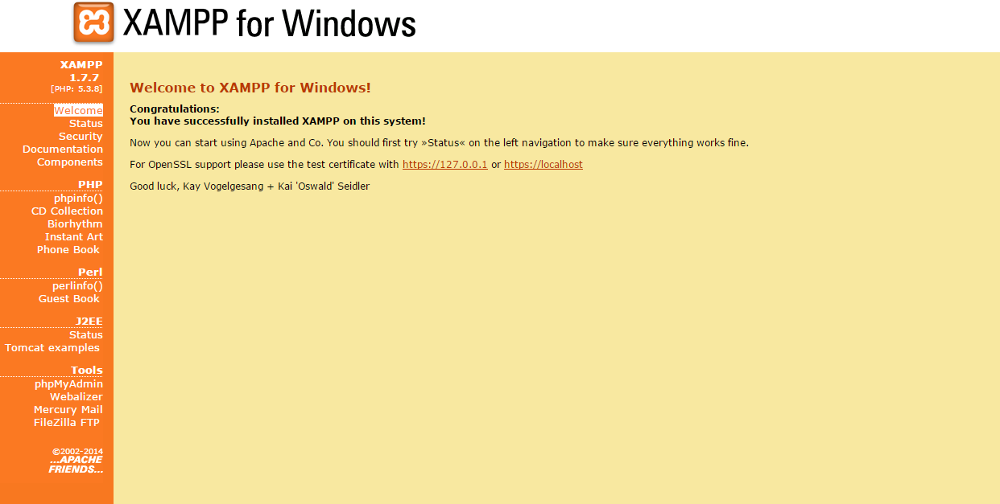 XAMPP for Windows
XAMPP
1.7.7
[PHP: 5.3.8]
Welcome
Status
Security
Documentation
Components
PHP
phpinfo()
CD Collection
Biorhythm
Instant Art
Phone Book
Perl
perlinfo()
Guest Book
J2EE
Status
Tomcat examples
Tools
phpMyAdmin
Webalizer
Mercury Mail
FileZilla FTP
©2002-2014
...APACHE
FRIENDS...
Welcome to XAMPP for Windows!
Congratulations:
You have successfully installed XAMPP on this system!
Now you can start using Apache and Co. You should first try »Status« on the left navigation to make sure everything works fine.
For OpenSSL support please use the test certificate with https://127.0.0.1 or https://localhost
Good luck, Kay Vogelgesang + Kai 'Oswald' Seidler